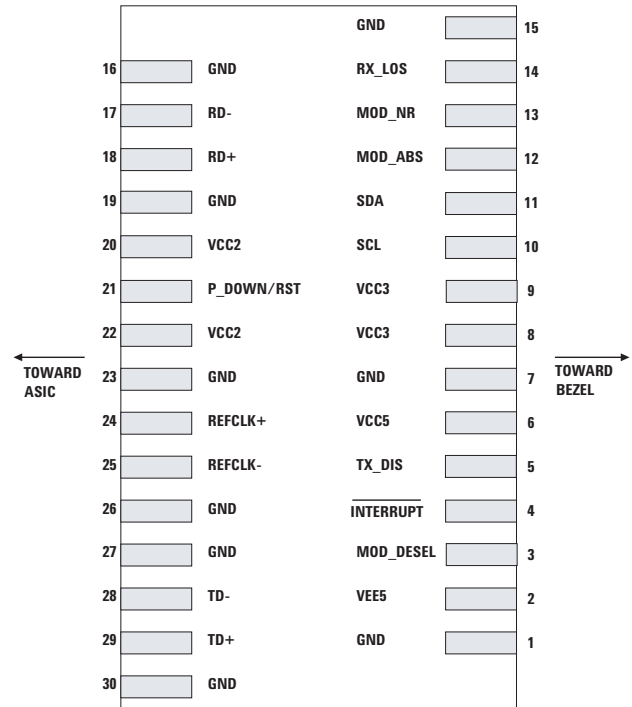 GND 15
16 GND RX_LOS 14
17 RD- MOD_NR 13
18 RD+ MOD_ABS 12
19 GND SDA 11
20 VCC2 SCL 10
21 P_DOWN/RST VCC3 9
22 VCC2 VCC3 8
TOWARD ASIC
23 GND GND 7
TOWARD BEZEL
24 REFCLK+ VCC5 6
25 REFCLK- TX_DIS 5
26 GND INTERRUPT 4
27 GND MOD_DESEL 3
28 TD- VEE5 2
29 TD+ GND 1
30 GND